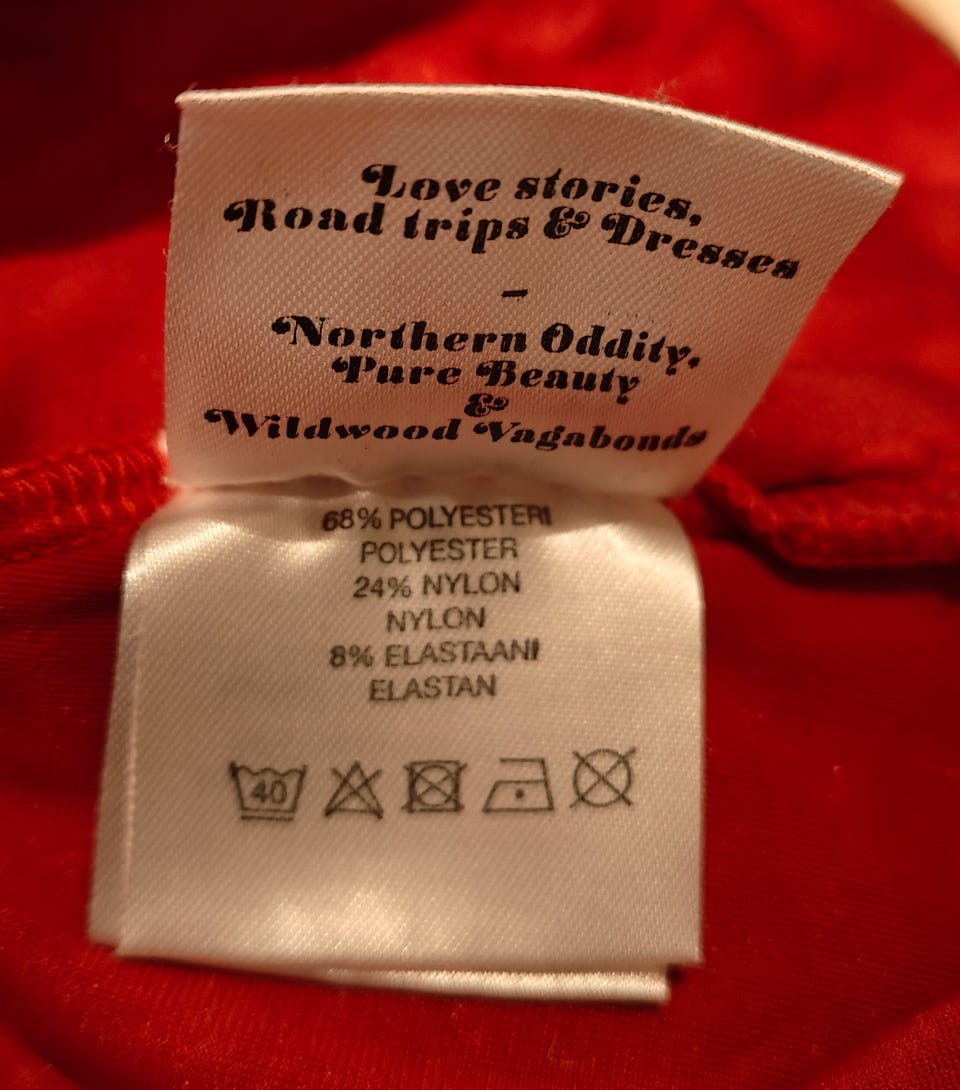 Love stories,
Road trips & Dresses
-
Northern Oddity,
Pure Beauty
&
Wildwood Vagabonds
68% POLYESTERI
POLYESTER
24% NYLON
NYLON
8% ELASTAANI
ELASTAN
40